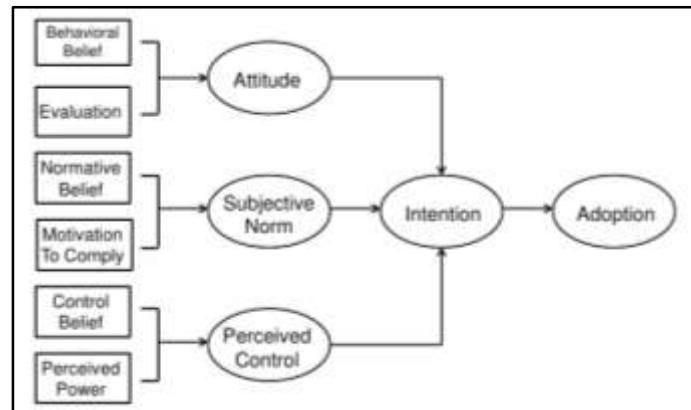 Behavioral
Belief
Evaluation
Attitude
Normative
Belief
Motivation
To Comply
Subjective
Norm
Intention
Adoption
Control
Belief
Perceived
Power
Perceived
Control